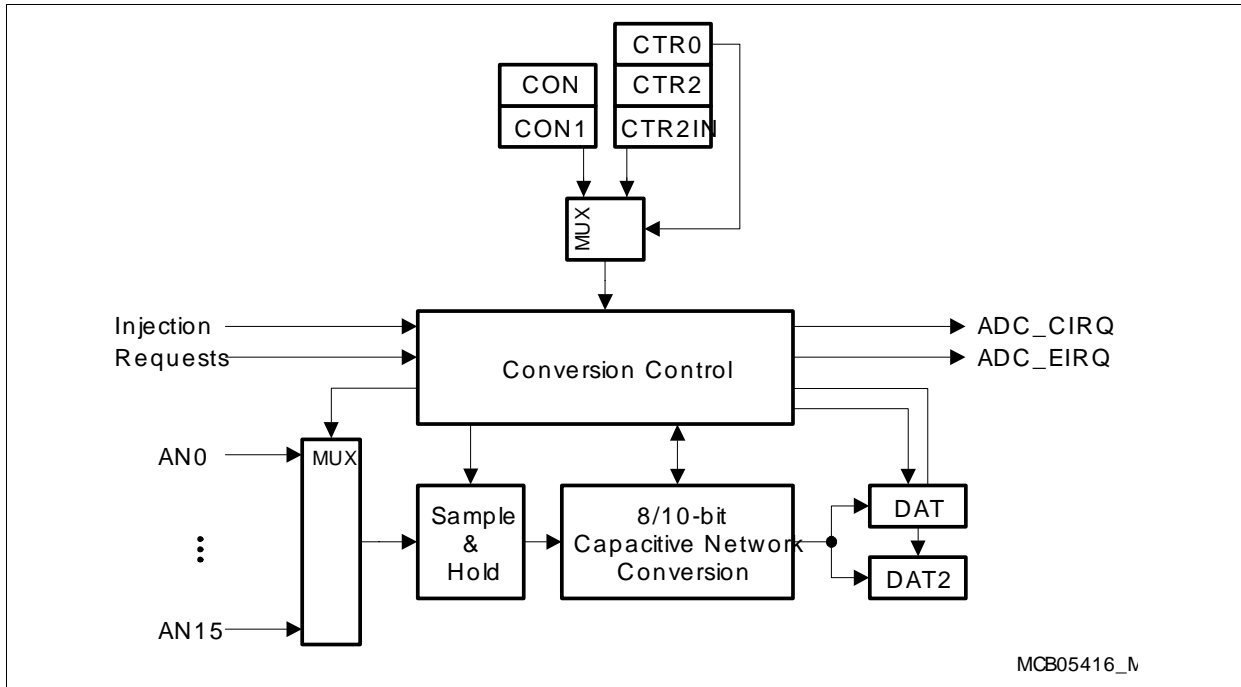 CTR0
CON
CTR2
CON1
CTR2IN
MUX
Injection
Requests
ADC_CIRQ
ADC_EIRQ
Conversion Control
AN0
MUX
Sample
&
Hold
8/10-bit
Capacitive Network
Conversion
DAT
DAT2
AN15
MCB05416_M